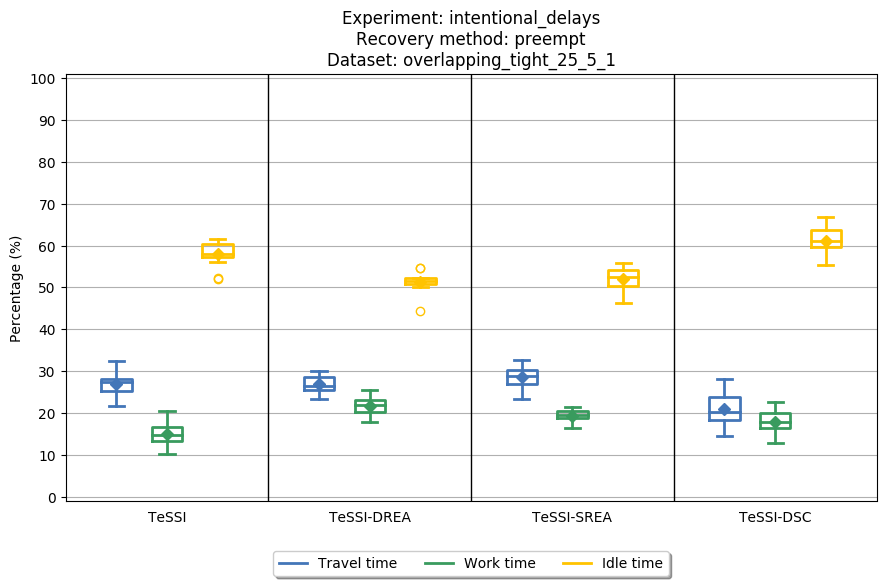 Experiment: intentional_delays
Recovery method: preempt
Dataset: overlapping_tight_25_5_1
Percentage (%)
100
90
80
70
60
50
40
30
20
10
0
TeSSI
TeSSI-DREA
TeSSI-SREA
TeSSI-DSC
Travel time
Work time
Idle time